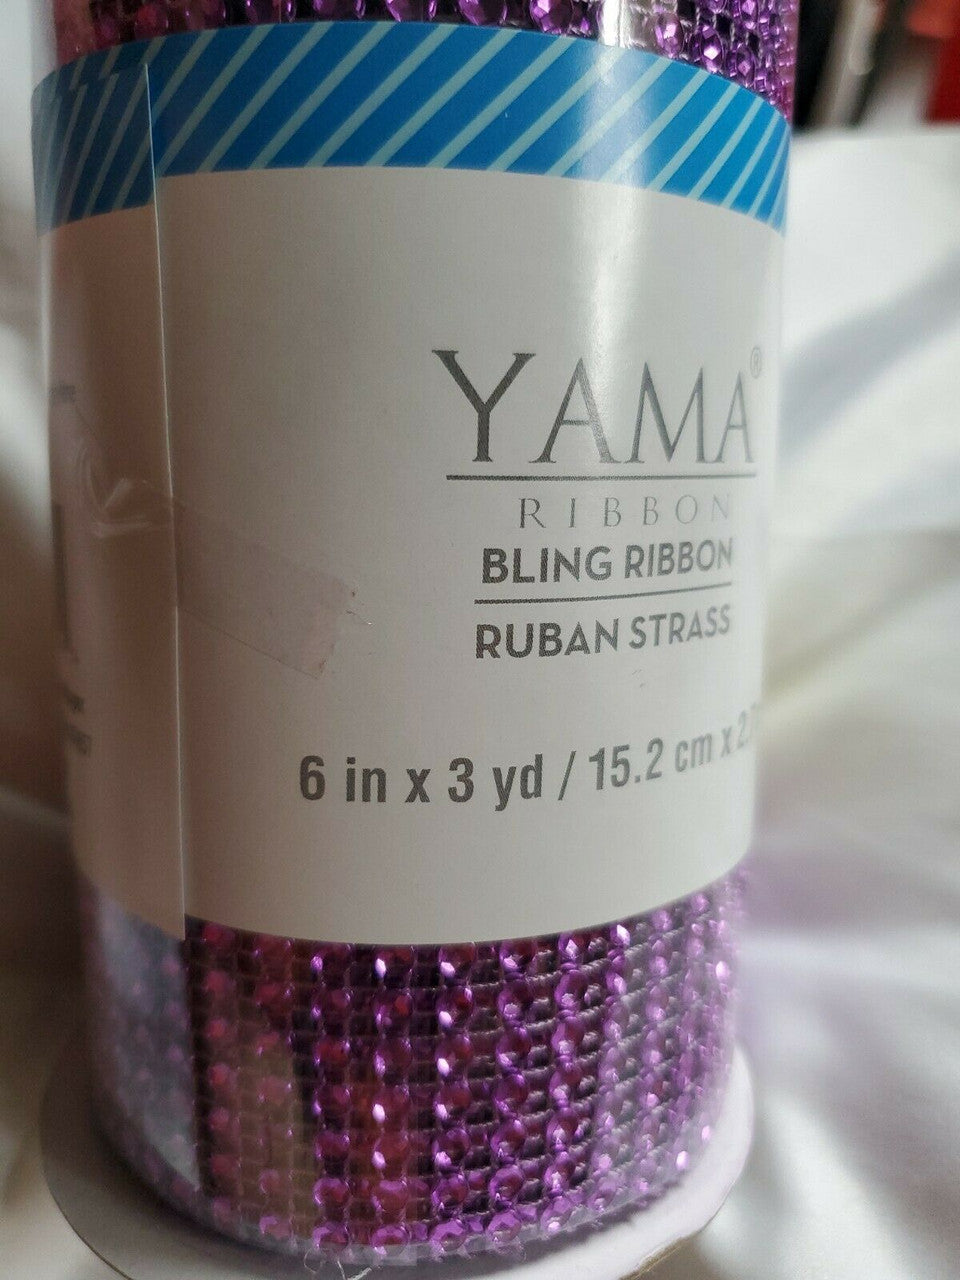 YAMA®
RIBBON
BLING RIBBON
RUBAN STRASS
6 in x 3 yd / 15.2 cm x